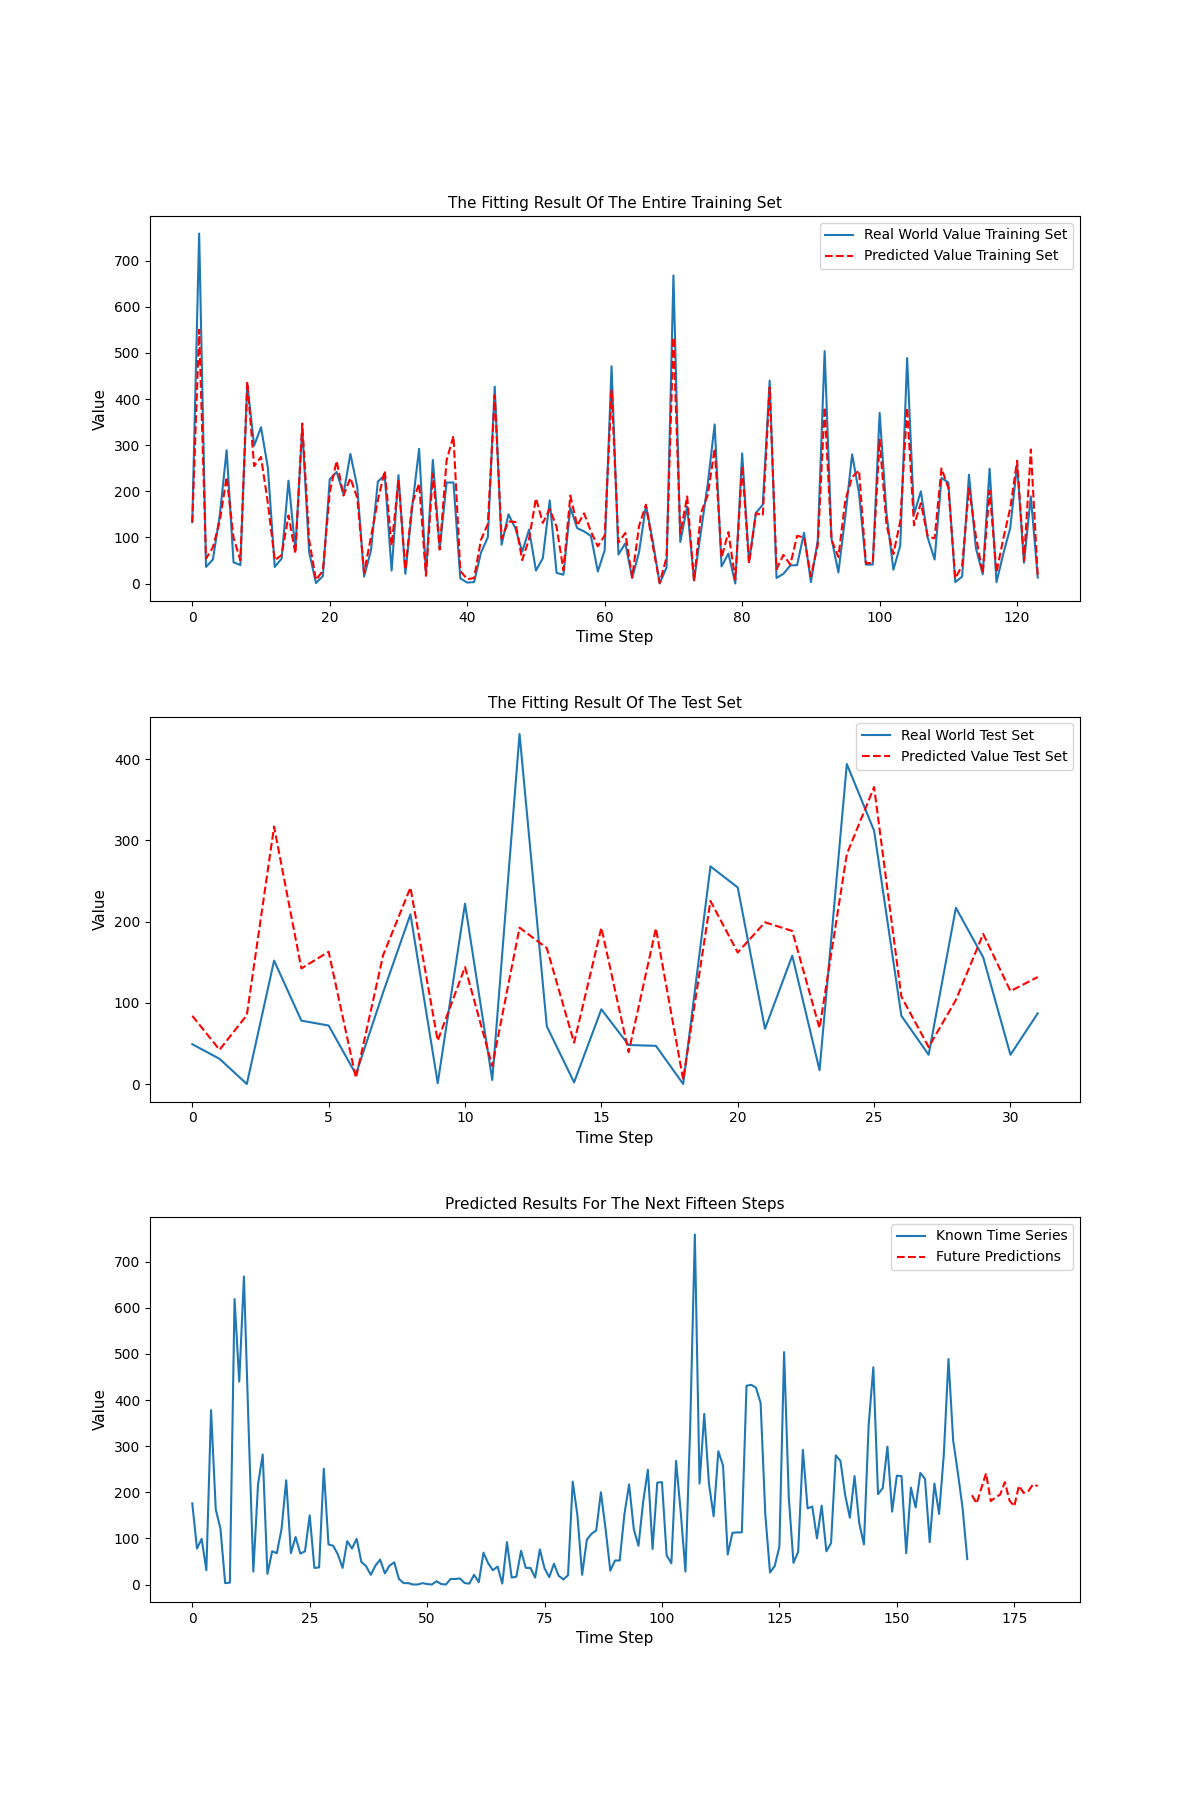 The Fitting Result Of The Entire Training Set
Real World Value Training Set
Predicted Value Training Set
Value
700
600
500
400
300
200
100
0
0 20 40 60 80 100 120
Time Step
The Fitting Result Of The Test Set
Real World Test Set
Predicted Value Test Set
Value
400
300
200
100
0
0 5 10 15 20 25 30
Time Step
Predicted Results For The Next Fifteen Steps
Known Time Series
Future Predictions
Value
700
600
500
400
300
200
100
0
0 25 50 75 100 125 150 175
Time Step